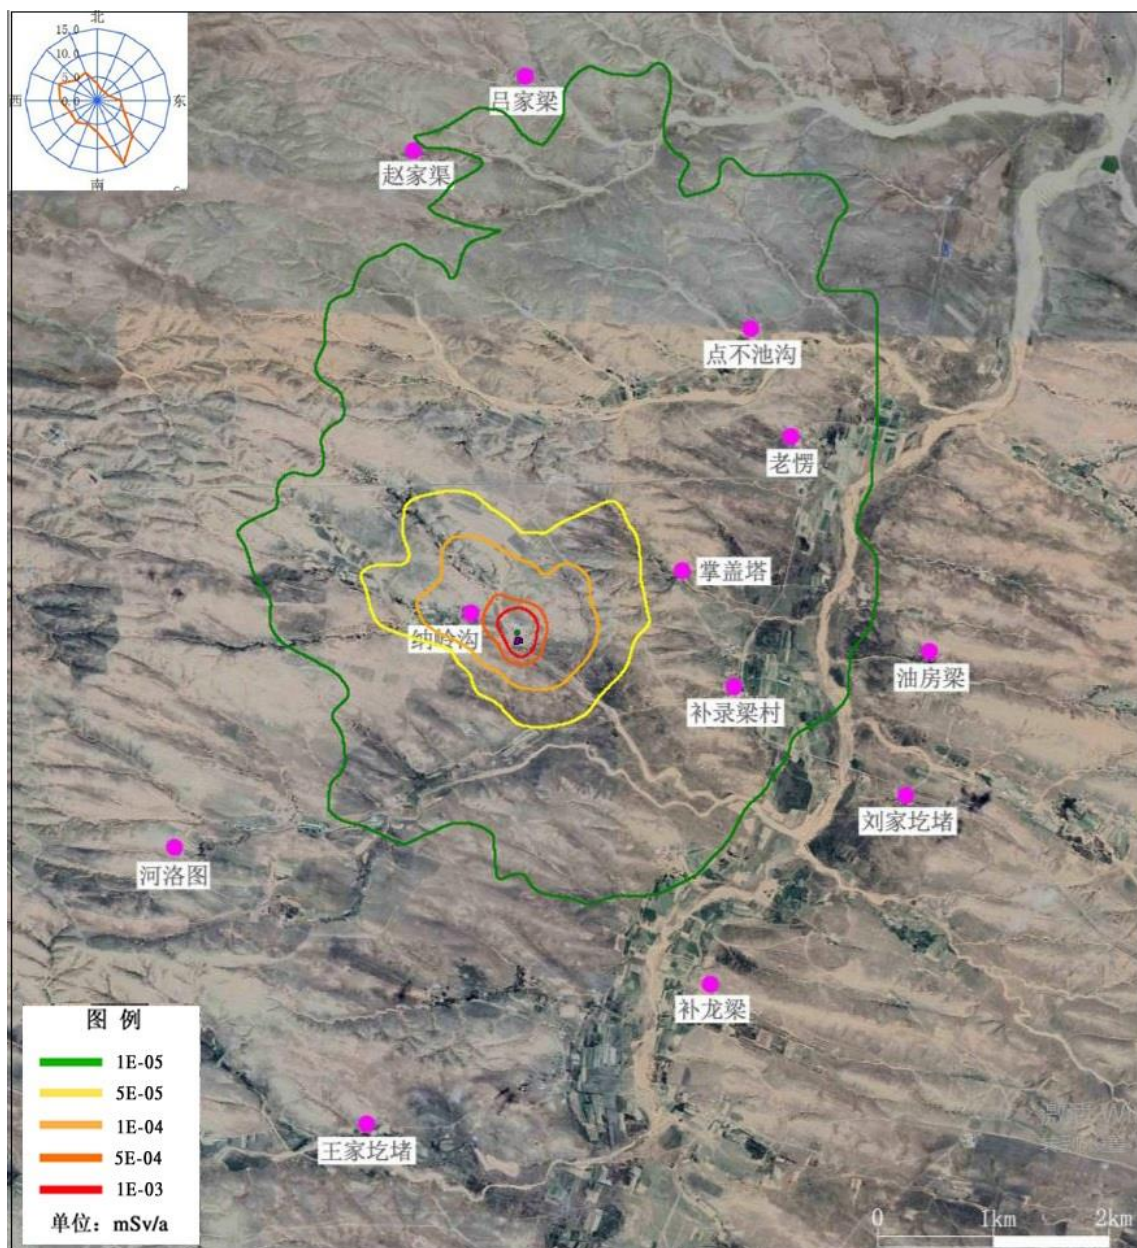 北
15.0
10.0
5.0
西
0.0
东
南
吕家梁
赵家渠
点不池沟
老愣
掌盖塔
纳岭沟
油房梁
补录梁村
刘家圪堵
河洛图
补龙梁
王家圪堵
图 例
1E-05
5E-05
1E-04
5E-04
1E-03
单位：mSv/a
0 1km 2km